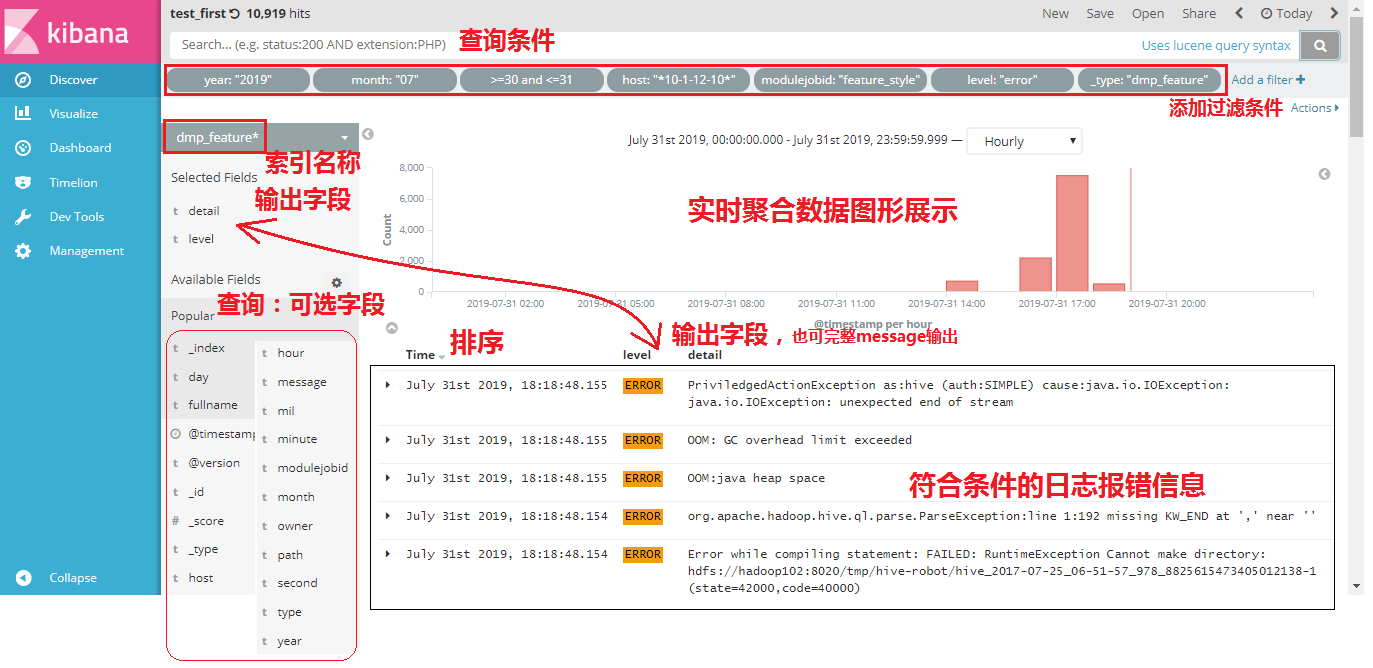 kibana
Discover
Visualize
Dashboard
Timelion
Dev Tools
Management
Collapse
test_first 10,919 hits
New Save Open Share Today
Search... (e.g. status:200 AND extension:PHP) 查询条件
Uses lucene query syntax
year: "2019" month: "07" >=30 and <=31 host: "*10-1-12-10*" modulejobid: "feature_style" level: "error" _type: "dmp_feature" Add a filter +
添加过滤条件 Actions
dmp_feature*
索引名称
Selected Fields
输出字段
t detail
t level
Available Fields
查询：可选字段
Popular
t _index
t day
t fullname
@timestamp
t @version
t _id
# _score
t _type
t host
t hour
t message
t mil
t minute
t modulejobid
t month
t owner
t path
t second
t type
t year
July 31st 2019, 00:00:00.000 - July 31st 2019, 23:59:59.999 — Hourly
实时聚合数据图形展示
Count
8,000
6,000
4,000
2,000
0
2019-07-31 02:00 2019-07-31 05:00 2019-07-31 08:00 2019-07-31 11:00 2019-07-31 14:00 2019-07-31 17:00 2019-07-31 20:00
@timestamp per hour
排序
输出字段，也可完整message输出
Time level detail
July 31st 2019, 18:18:48.155 ERROR PriviledgedActionException as:hive (auth:SIMPLE) cause:java.io.IOException:
java.io.IOException: unexpected end of stream
July 31st 2019, 18:18:48.155 ERROR OOM: GC overhead limit exceeded
July 31st 2019, 18:18:48.155 ERROR OOM:java heap space
符合条件的日志报错信息
July 31st 2019, 18:18:48.154 ERROR org.apache.hadoop.hive.ql.parse.ParseException:line 1:192 missing KW_END at ',' near ''
July 31st 2019, 18:18:48.154 ERROR Error while compiling statement: FAILED: RuntimeException Cannot make directory:
hdfs://hadoop102:8020/tmp/hive-robot/hive_2017-07-25_06-51-57_978_8825615473405012138-1
(state=42000,code=40000)